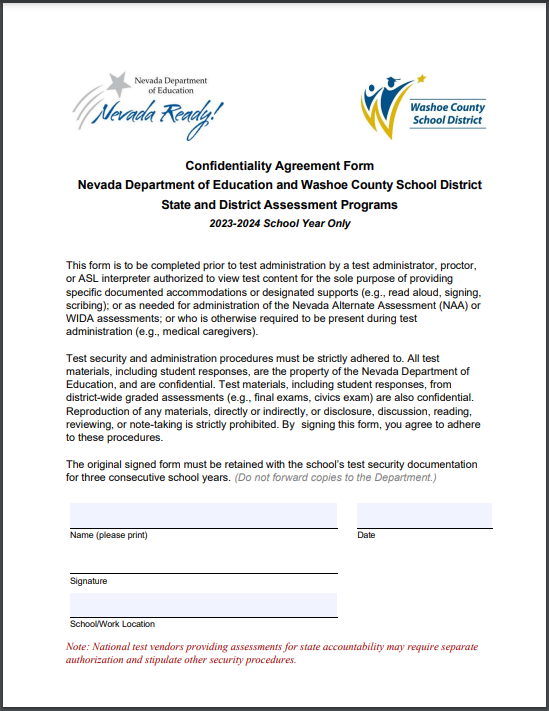 Nevada Department
of Education
Nevada Ready!
Washoe County
School District
Confidentiality Agreement Form
Nevada Department of Education and Washoe County School District
State and District Assessment Programs
2023-2024 School Year Only
This form is to be completed prior to test administration by a test administrator, proctor,
or ASL interpreter authorized to view test content for the sole purpose of providing
specific documented accommodations or designated supports (e.g., read aloud, signing,
scribing); or as needed for administration of the Nevada Alternate Assessment (NAA) or
WIDA assessments; or who is otherwise required to be present during test
administration (e.g., medical caregivers).
Test security and administration procedures must be strictly adhered to. All test
materials, including student responses, are the property of the Nevada Department of
Education, and are confidential. Test materials, including student responses, from
district-wide graded assessments (e.g., final exams, civics exam) are also confidential.
Reproduction of any materials, directly or indirectly, or disclosure, discussion, reading,
reviewing, or note-taking is strictly prohibited. By  signing this form, you agree to adhere
to these procedures.
The original signed form must be retained with the school's test security documentation
for three consecutive school years. (Do not forward copies to the Department.)
Name (please print)
Date
Signature
School/Work Location
Note: National test vendors providing assessments for state accountability may require separate
authorization and stipulate other security procedures.